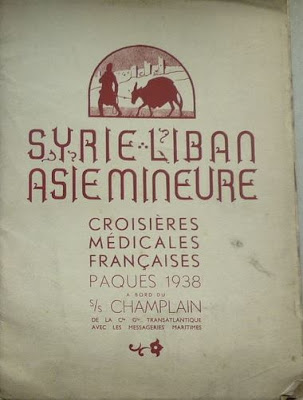 SYRIE·LIBAN
ASIE MINEURE
CROISIÈRES
MÉDICALES
FRANÇAISES
PAQUES 1938
A BORD DU
S/S CHAMPLAIN
DE LA Cie Gle TRANSATLANTIQUE
AVEC LES MESSAGERIES MARITIMES